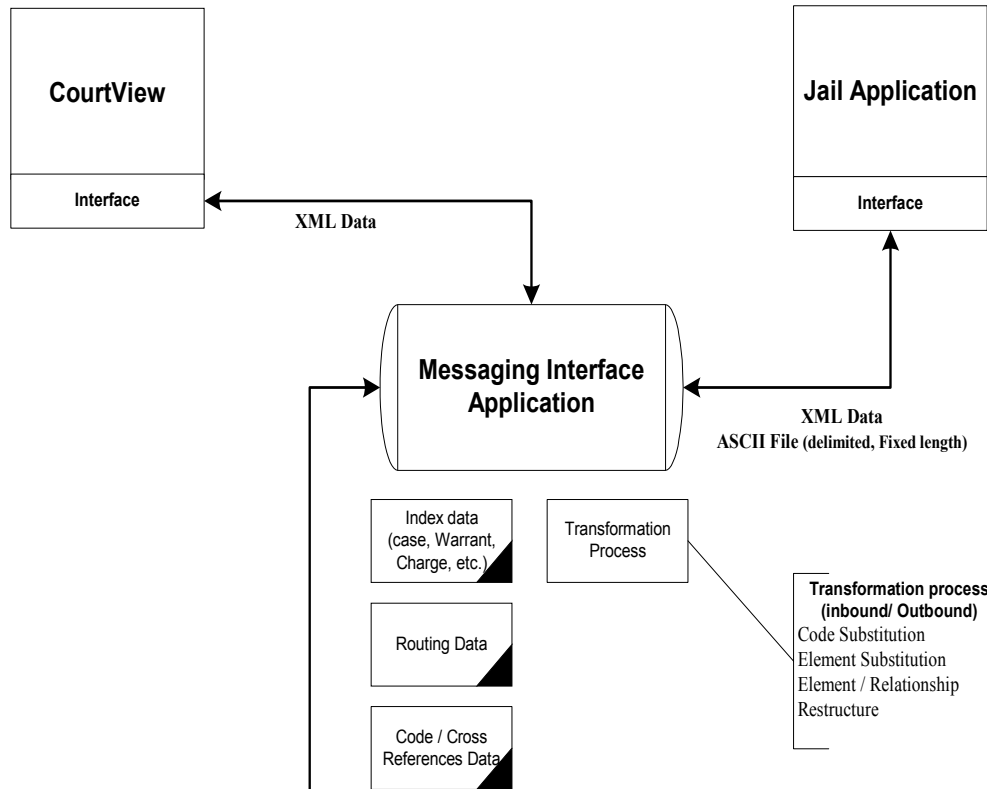 CourtView
Interface
Jail Application
Interface
XML Data
Messaging Interface
Application
XML Data
ASCII File (delimited, Fixed length)
Index data
(case, Warrant,
Charge, etc.)
Transformation
Process
Routing Data
Code / Cross
References Data
Transformation process
(inbound/ Outbound)
Code Substitution
Element Substitution
Element / Relationship
Restructure